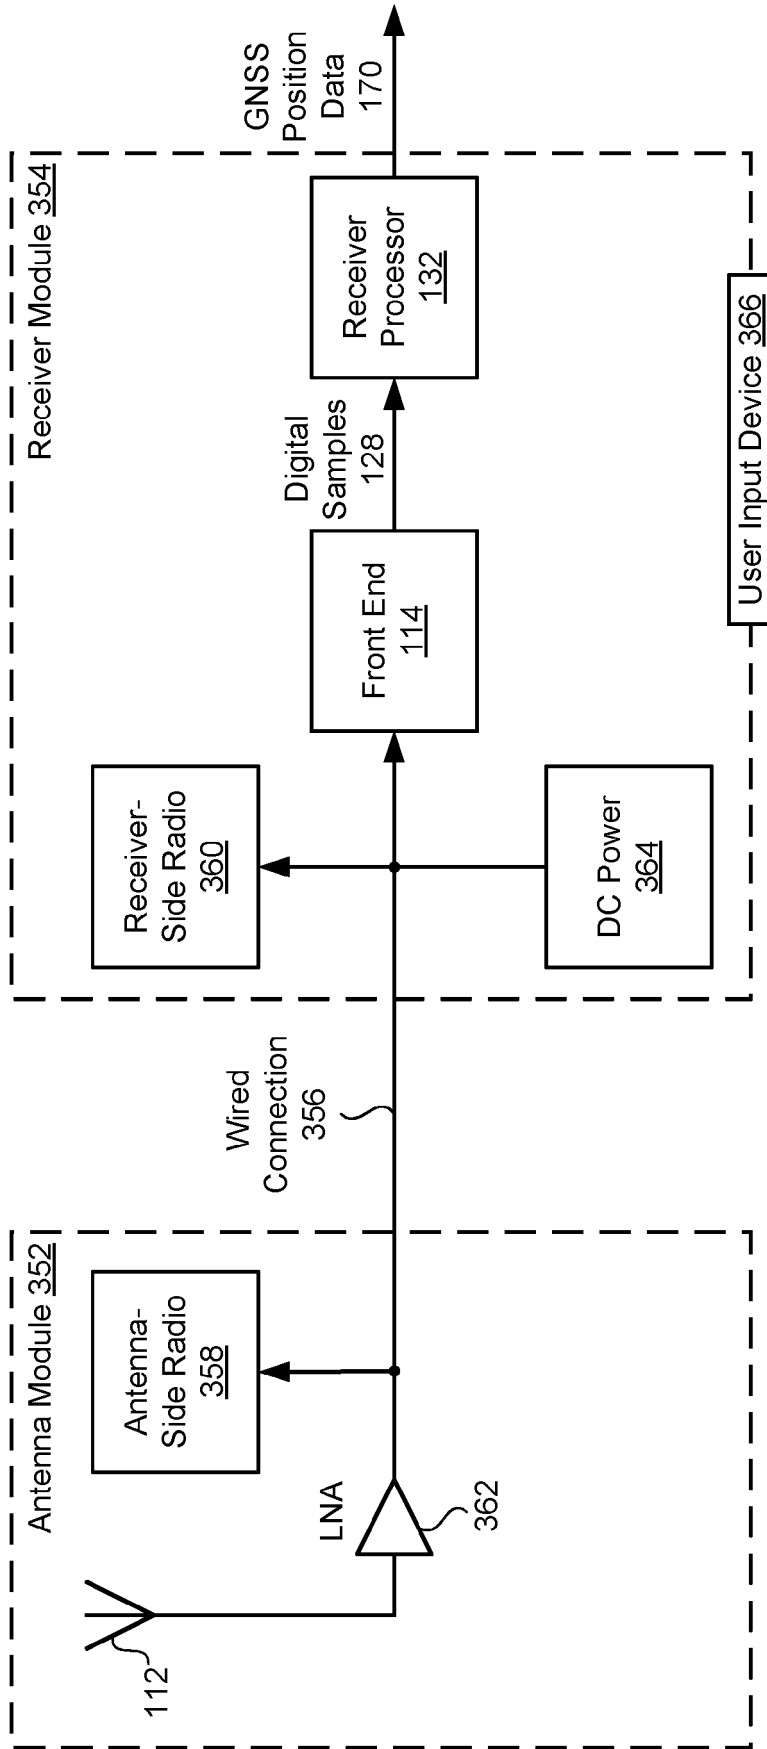 Antenna Module 352
Antenna-
Side Radio
358
LNA
362
112
Wired
Connection
356
Receiver Module 354
Receiver-
Side Radio
360
DC Power
364
Front End
114
Digital
Samples
128
Receiver
Processor
132
GNSS
Position
Data
170
User Input Device 366